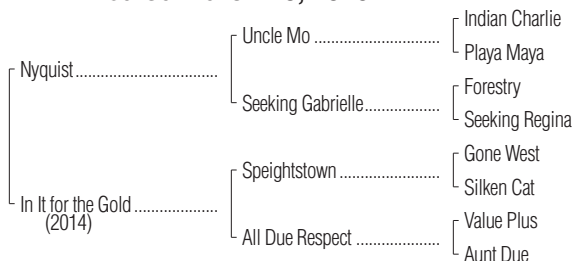 Indian Charlie
Uncle Mo
Playa Maya
Nyquist
Forestry
Seeking Gabrielle
Seeking Regina
Gone West
Speightstown
Silken Cat
In It for the Gold
(2014)
Value Plus
All Due Respect
Aunt Due